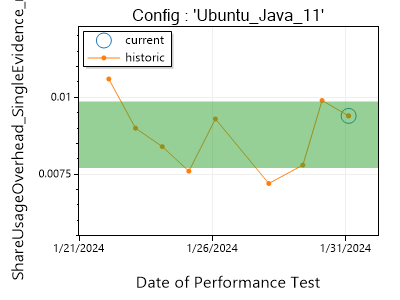 Config : 'Ubuntu_Java_11'
current
historic
0.01
0.0075
1/21/2024
1/26/2024
1/31/2024
Date of Performance Test
ShareUsageOverhead_SingleEvidence_